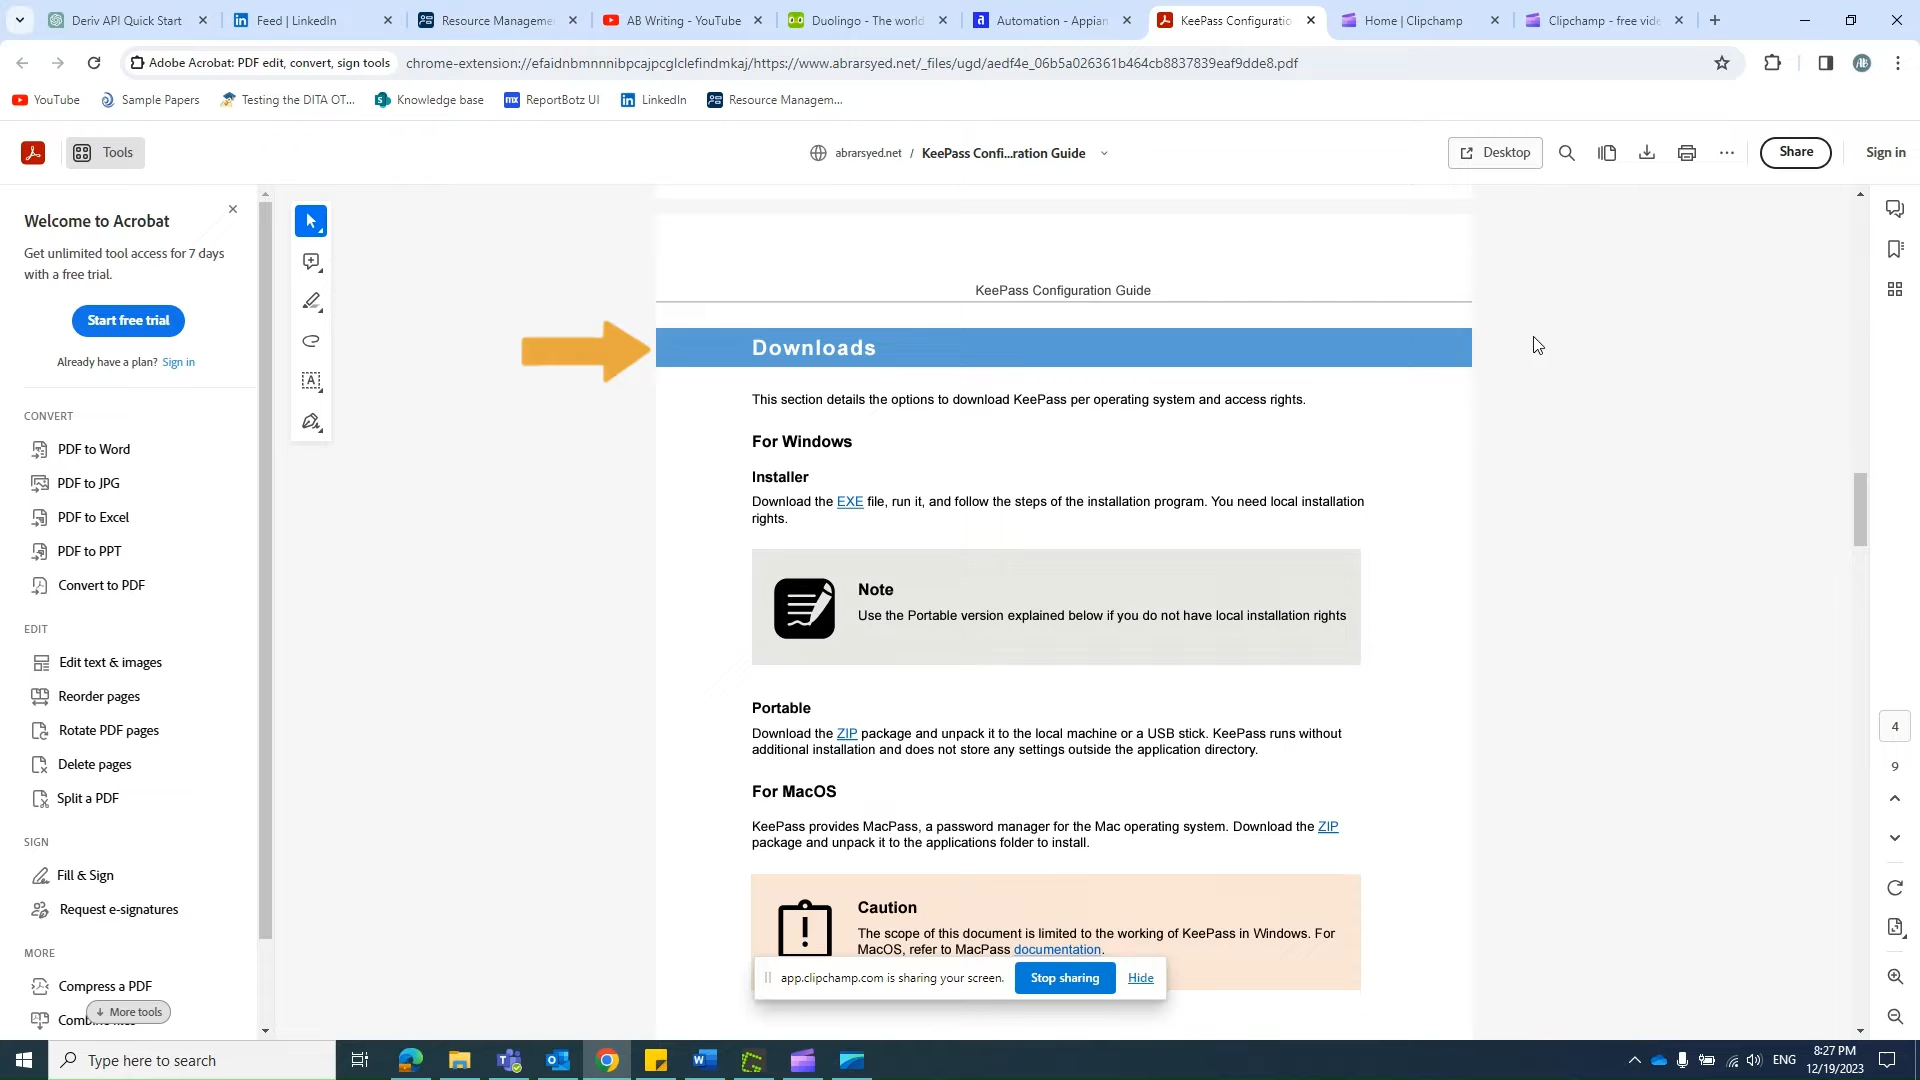 Deriv API Quick Start
Feed | LinkedIn
Resource Manageme
AB Writing - YouTube
Duolingo - The world
Automation - Appian
KeePass Configuratio
Home | Clipchamp
Clipchamp - free vide
Adobe Acrobat: PDF edit, convert, sign tools
chrome-extension://efaidnbmnnnibpcajpcglclefindmkaj/https://www.abrarsyed.net/_files/ugd/aedf4e_06b5a026361b464cb8837839eaf9dde8.pdf
YouTube
Sample Papers
Testing the DITA OT...
Knowledge base
ReportBotz UI
LinkedIn
Resource Managem...
Tools
abrarsyed.net / KeePass Confi...ration Guide
Desktop
Share
Sign in
Welcome to Acrobat
Get unlimited tool access for 7 days
with a free trial.
Start free trial
Already have a plan? Sign in
CONVERT
PDF to Word
PDF to JPG
PDF to Excel
PDF to PPT
Convert to PDF
EDIT
Edit text & images
Reorder pages
Rotate PDF pages
Delete pages
Split a PDF
SIGN
Fill & Sign
Request e-signatures
MORE
Compress a PDF
More tools
KeePass Configuration Guide
Downloads
This section details the options to download KeePass per operating system and access rights.
For Windows
Installer
Download the EXE file, run it, and follow the steps of the installation program. You need local installation
rights.
Note
Use the Portable version explained below if you do not have local installation rights
Portable
Download the ZIP package and unpack it to the local machine or a USB stick. KeePass runs without
additional installation and does not store any settings outside the application directory.
For MacOS
KeePass provides MacPass, a password manager for the Mac operating system. Download the ZIP
package and unpack it to the applications folder to install.
Caution
The scope of this document is limited to the working of KeePass in Windows. For
MacOS, refer to MacPass documentation.
app.clipchamp.com is sharing your screen.
Stop sharing
Hide
4
9
Type here to search
ENG
8:27 PM
12/19/2023